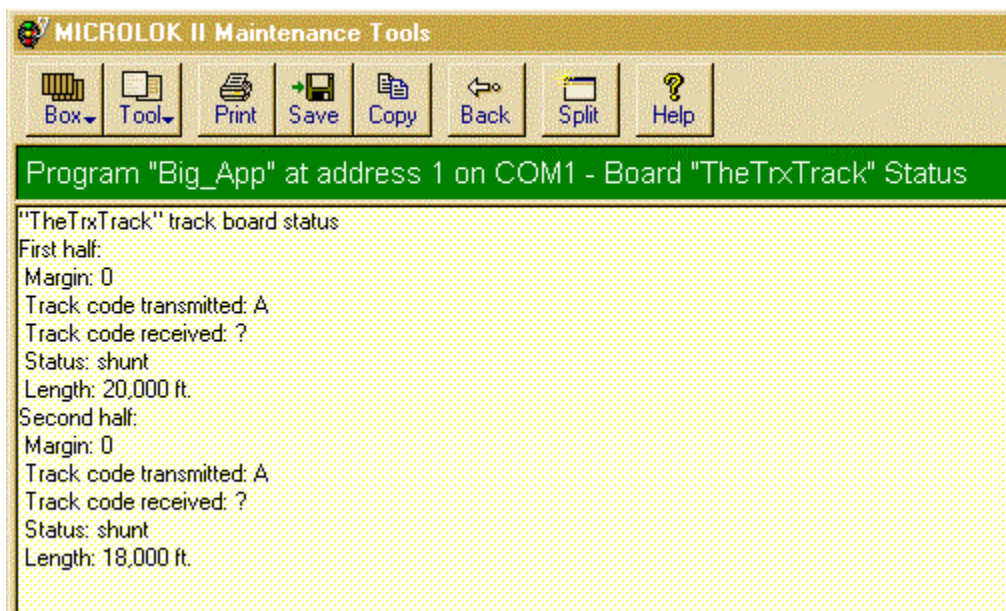 MICROLOK II Maintenance Tools
Box Tool Print Save Copy Back Split Help
Program "Big_App" at address 1 on COM1 - Board "TheTrxTrack" Status
"TheTrxTrack" track board status
First half:
Margin: 0
Track code transmitted: A
Track code received: ?
Status: shunt
Length: 20,000 ft.
Second half:
Margin: 0
Track code transmitted: A
Track code received: ?
Status: shunt
Length: 18,000 ft.